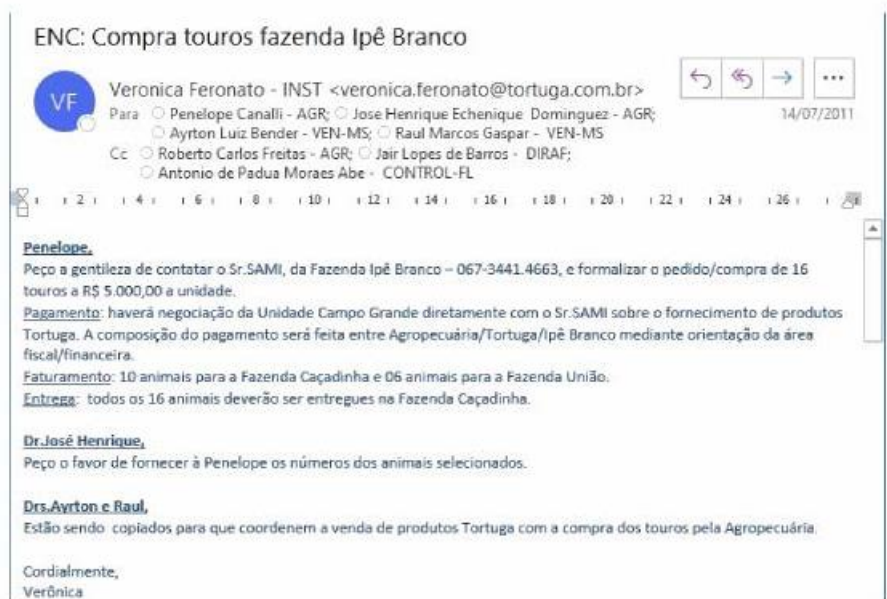 ENC: Compra touros fazenda Ipê Branco
VF
Veronica Feronato - INST <veronica.feronato@tortuga.com.br>
Para Penelope Canalli - AGR; Jose Henrique Echenique Dominguez - AGR;
Ayrton Luiz Bender - VEN-MS; Raul Marcos Gaspar - VEN-MS
14/07/2011
Cc Roberto Carlos Freitas - AGR; Jair Lopes de Barros - DIRAF;
Antonio de Padua Moraes Abe - CONTROL-FL
2 4 6 8 10 12 14 16 18 20 22 24 26
Penelope,
Peço a gentileza de contatar o Sr.SAMI, da Fazenda Ipê Branco – 067-3441.4663, e formalizar o pedido/compra de 16
touros a R$ 5.000,00 a unidade.
Pagamento: haverá negociação da Unidade Campo Grande diretamente com o Sr.SAMI sobre o fornecimento de produtos
Tortuga. A composição do pagamento será feita entre Agropecuária/Tortuga/Ipê Branco mediante orientação da área
fiscal/financeira.
Faturamento: 10 animais para a Fazenda Caçadinha e 06 animais para a Fazenda União.
Entrega: todos os 16 animais deverão ser entregues na Fazenda Caçadinha.
Dr.José Henrique,
Peço o favor de fornecer à Penelope os números dos animais selecionados.
Drs.Ayrton e Raul,
Estão sendo copiados para que coordenem a venda de produtos Tortuga com a compra dos touros pela Agropecuária.
Cordialmente,
Verônica